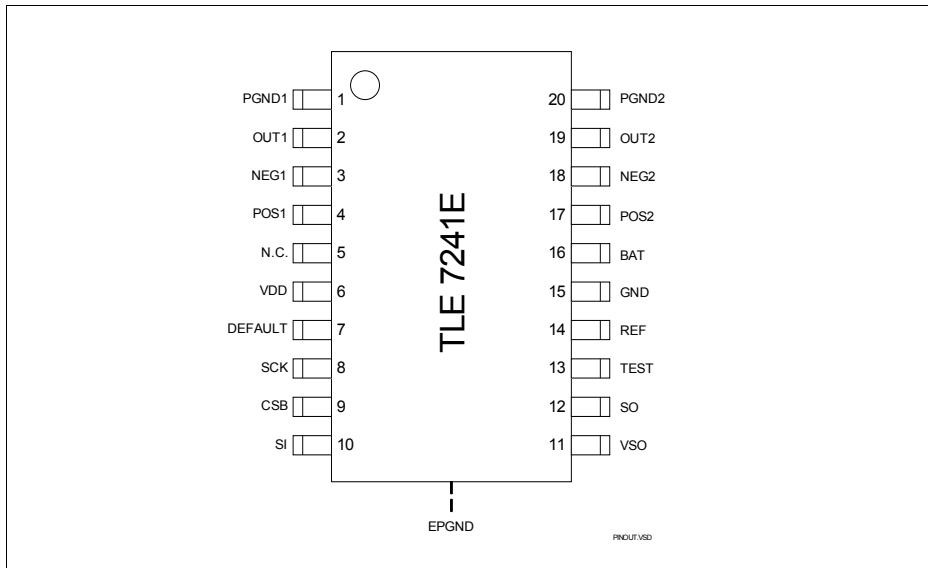 PGND1 1 20 PGND2
OUT1 2 19 OUT2
NEG1 3 18 NEG2
POS1 4 17 POS2
N.C. 5 16 BAT
VDD 6 15 GND
DEFAULT 7 14 REF
SCK 8 13 TEST
CSB 9 12 SO
SI 10 11 VSO
TLE 7241E
EPGND
PINOUT.VSD